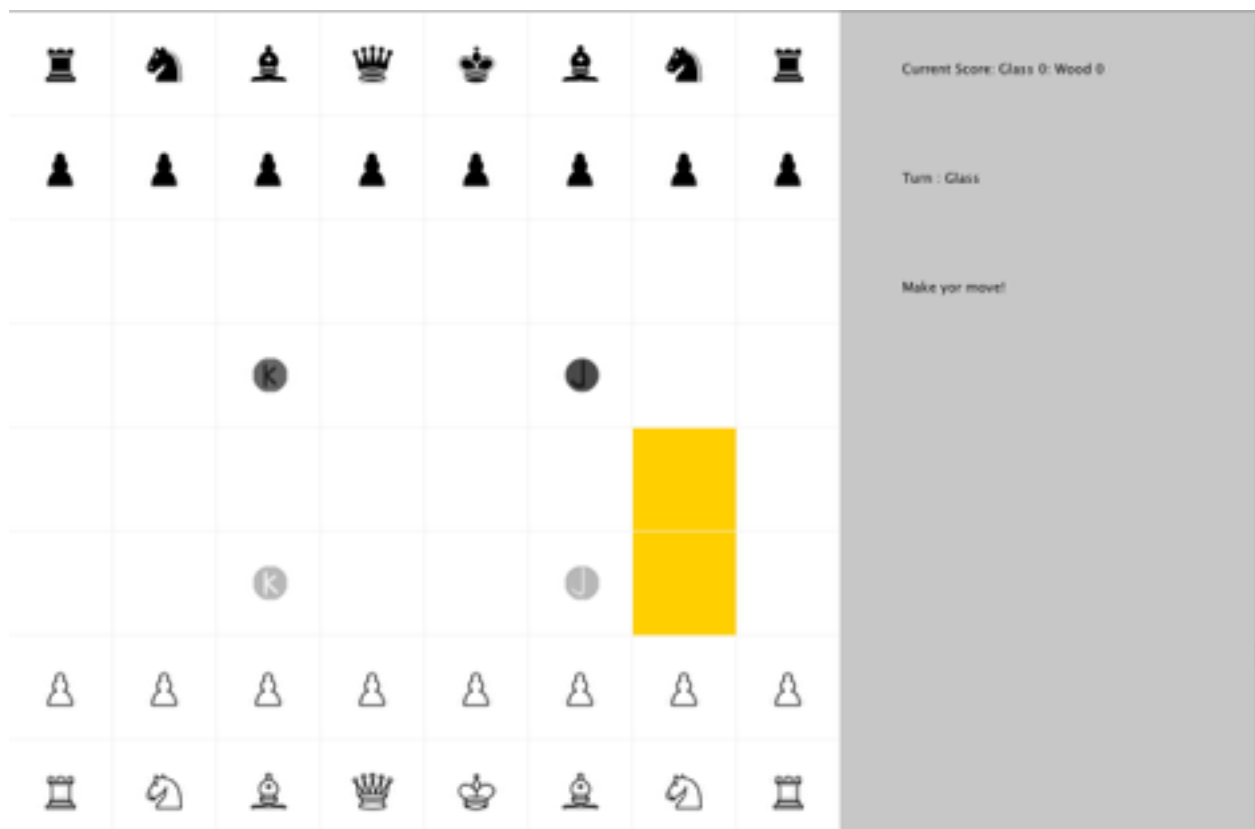 Current Score: Glass 0: Wood 0
Turn : Glass
Make yor move!
K J
K J